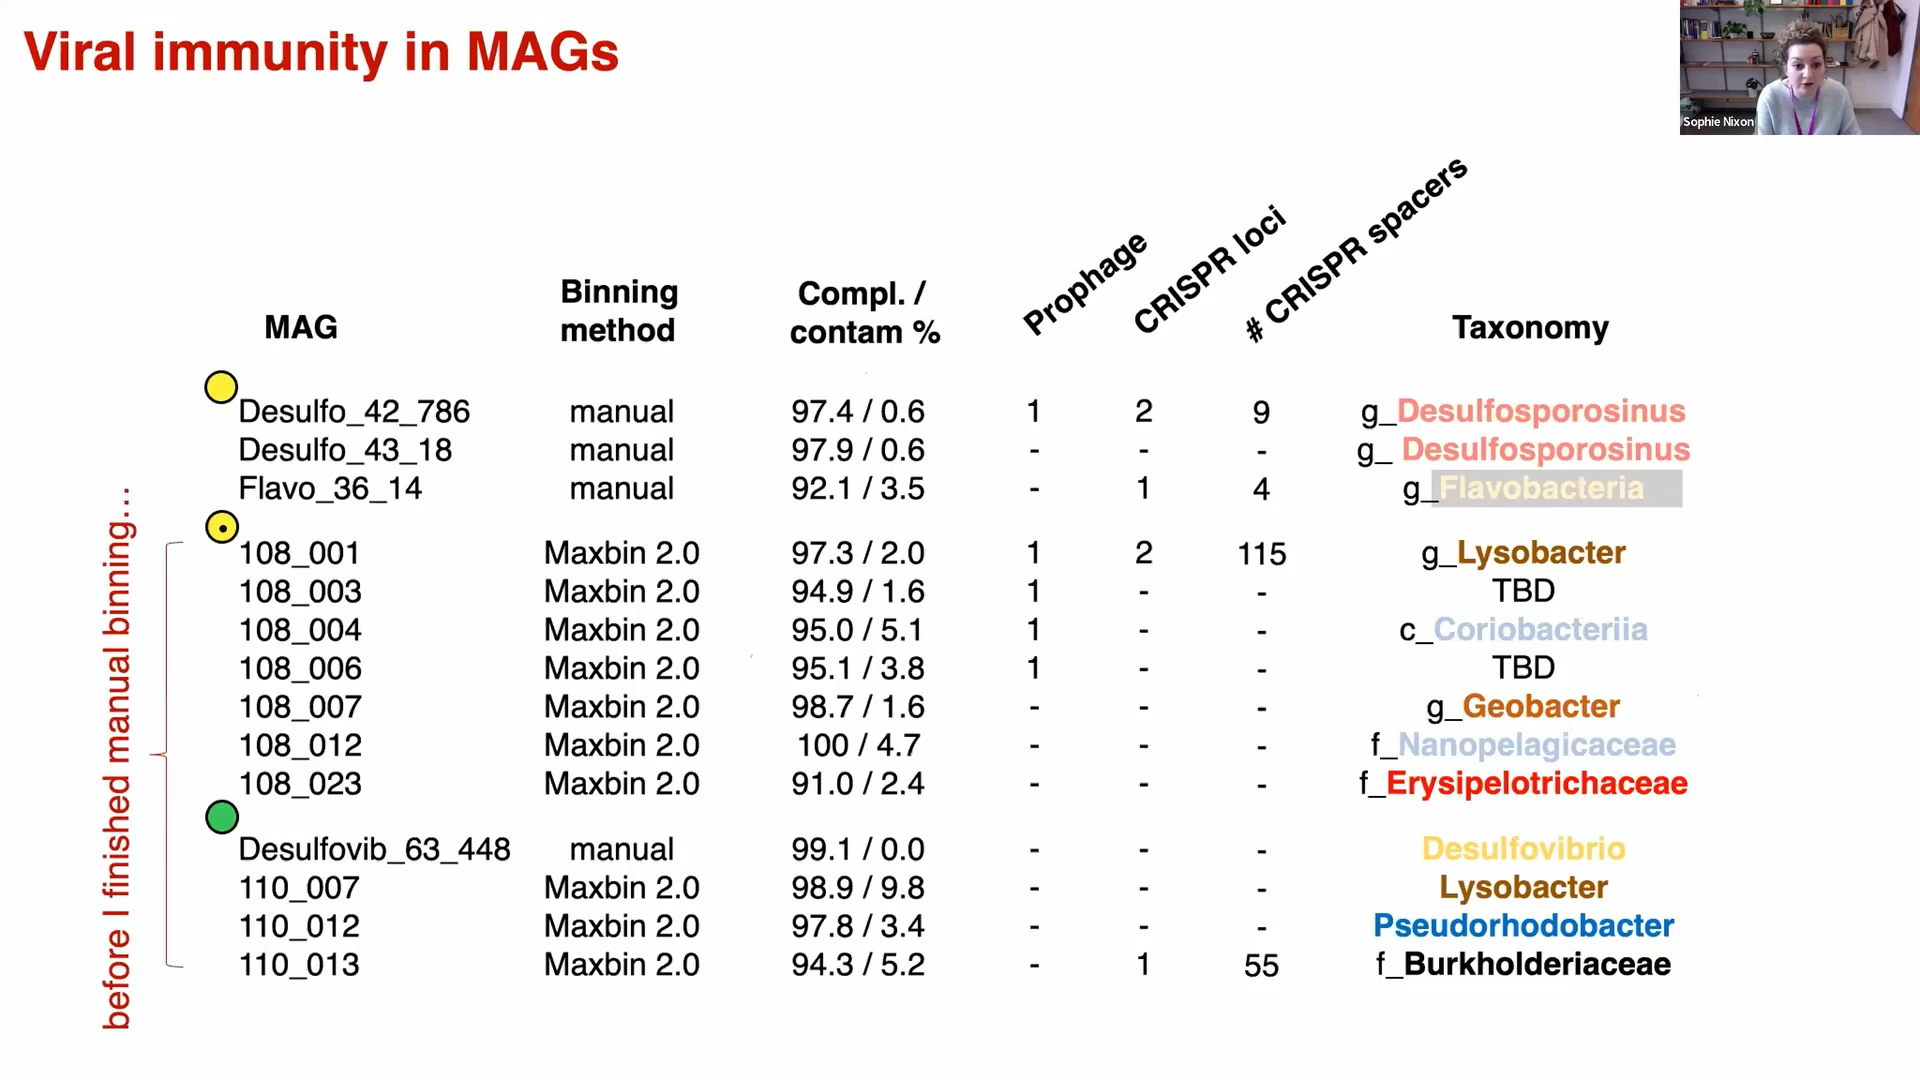 Viral immunity in MAGs
Sophie Nixon
MAG Binning method Compl. / contam % Prophage CRISPR loci # CRISPR spacers Taxonomy
Desulfo_42_786 manual 97.4 / 0.6 1 2 9 g_Desulfosporosinus
Desulfo_43_18 manual 97.9 / 0.6 - - - g_ Desulfosporosinus
Flavo_36_14 manual 92.1 / 3.5 - 1 4 g_Flavobacteria
before I finished manual binning...
108_001 Maxbin 2.0 97.3 / 2.0 1 2 115 g_Lysobacter
108_003 Maxbin 2.0 94.9 / 1.6 1 - - TBD
108_004 Maxbin 2.0 95.0 / 5.1 1 - - c_Coriobacteriia
108_006 Maxbin 2.0 95.1 / 3.8 1 - - TBD
108_007 Maxbin 2.0 98.7 / 1.6 - - - g_Geobacter
108_012 Maxbin 2.0 100 / 4.7 - - - f_Nanopelagicaceae
108_023 Maxbin 2.0 91.0 / 2.4 - - - f_Erysipelotrichaceae
Desulfovib_63_448 manual 99.1 / 0.0 - - - Desulfovibrio
110_007 Maxbin 2.0 98.9 / 9.8 - - - Lysobacter
110_012 Maxbin 2.0 97.8 / 3.4 - - - Pseudorhodobacter
110_013 Maxbin 2.0 94.3 / 5.2 - 1 55 f_Burkholderiaceae